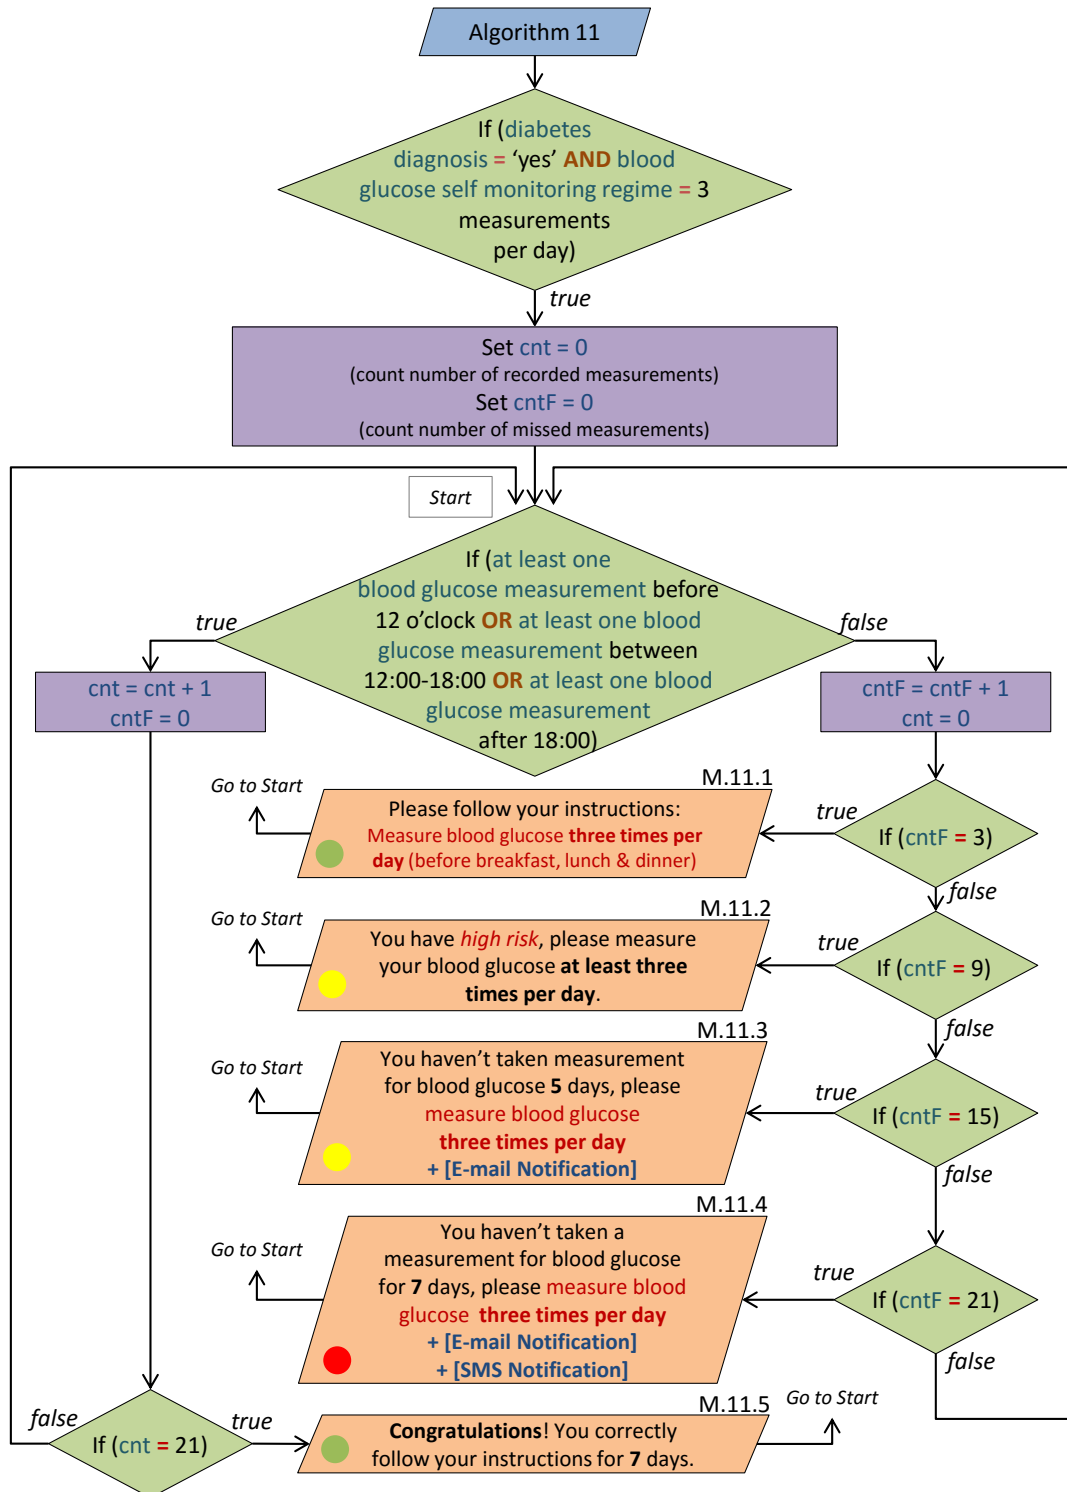 Algorithm 11
If (diabetes
diagnosis = ‘yes’ AND blood
glucose self monitoring regime = 3
measurements
per day)
true
Set cnt = 0
(count number of recorded measurements)
Set cntF = 0
(count number of missed measurements)
Start
If (at least one
blood glucose measurement before
12 o’clock OR at least one blood
glucose measurement between
12:00-18:00 OR at least one blood
glucose measurement
after 18:00)
true
false
cnt = cnt + 1
cntF = 0
cntF = cntF + 1
cnt = 0
M.11.1
Go to Start
Please follow your instructions:
Measure blood glucose three times per
day (before breakfast, lunch & dinner)
true
If (cntF = 3)
false
M.11.2
Go to Start
You have high risk, please measure
your blood glucose at least three
times per day.
true
If (cntF = 9)
false
M.11.3
Go to Start
You haven’t taken measurement
for blood glucose 5 days, please
measure blood glucose
three times per day
+ [E-mail Notification]
true
If (cntF = 15)
false
M.11.4
Go to Start
You haven’t taken a
measurement for blood glucose
for 7 days, please measure blood
glucose three times per day
+ [E-mail Notification]
+ [SMS Notification]
true
If (cntF = 21)
false
false
If (cnt = 21)
true
M.11.5
Congratulations! You correctly
follow your instructions for 7 days.
Go to Start